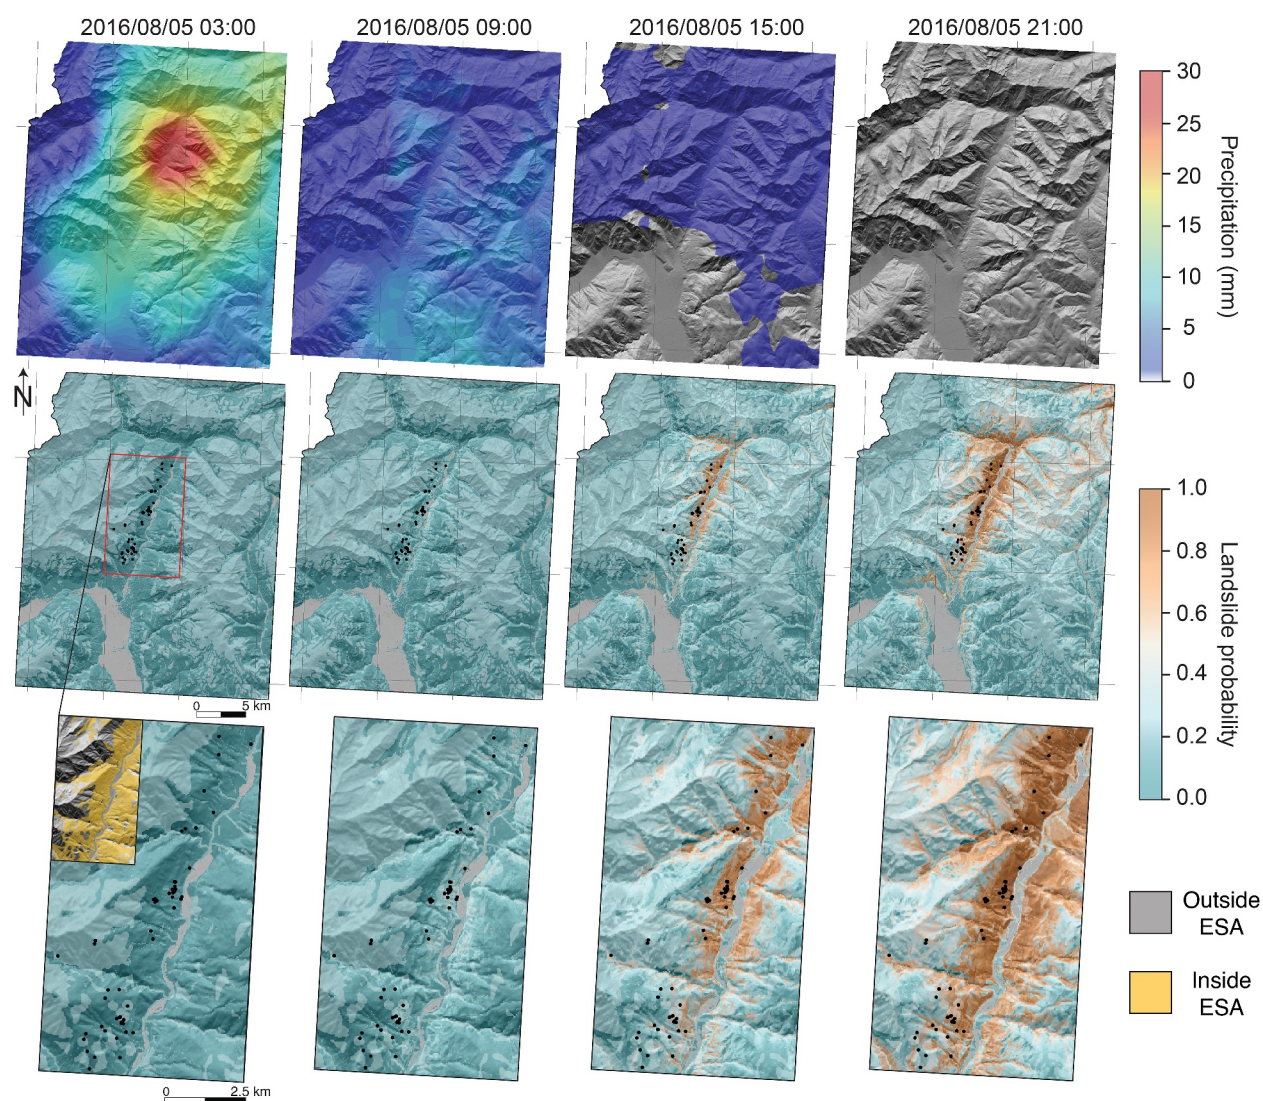 2016/08/05 03:00
2016/08/05 09:00
2016/08/05 15:00
2016/08/05 21:00
30
25
20
15
10
5
0
Precipitation (mm)
N
1.0
0.8
0.6
0.4
0.2
0.0
Landslide probability
0 5 km
Outside
ESA
Inside
ESA
0 2.5 km